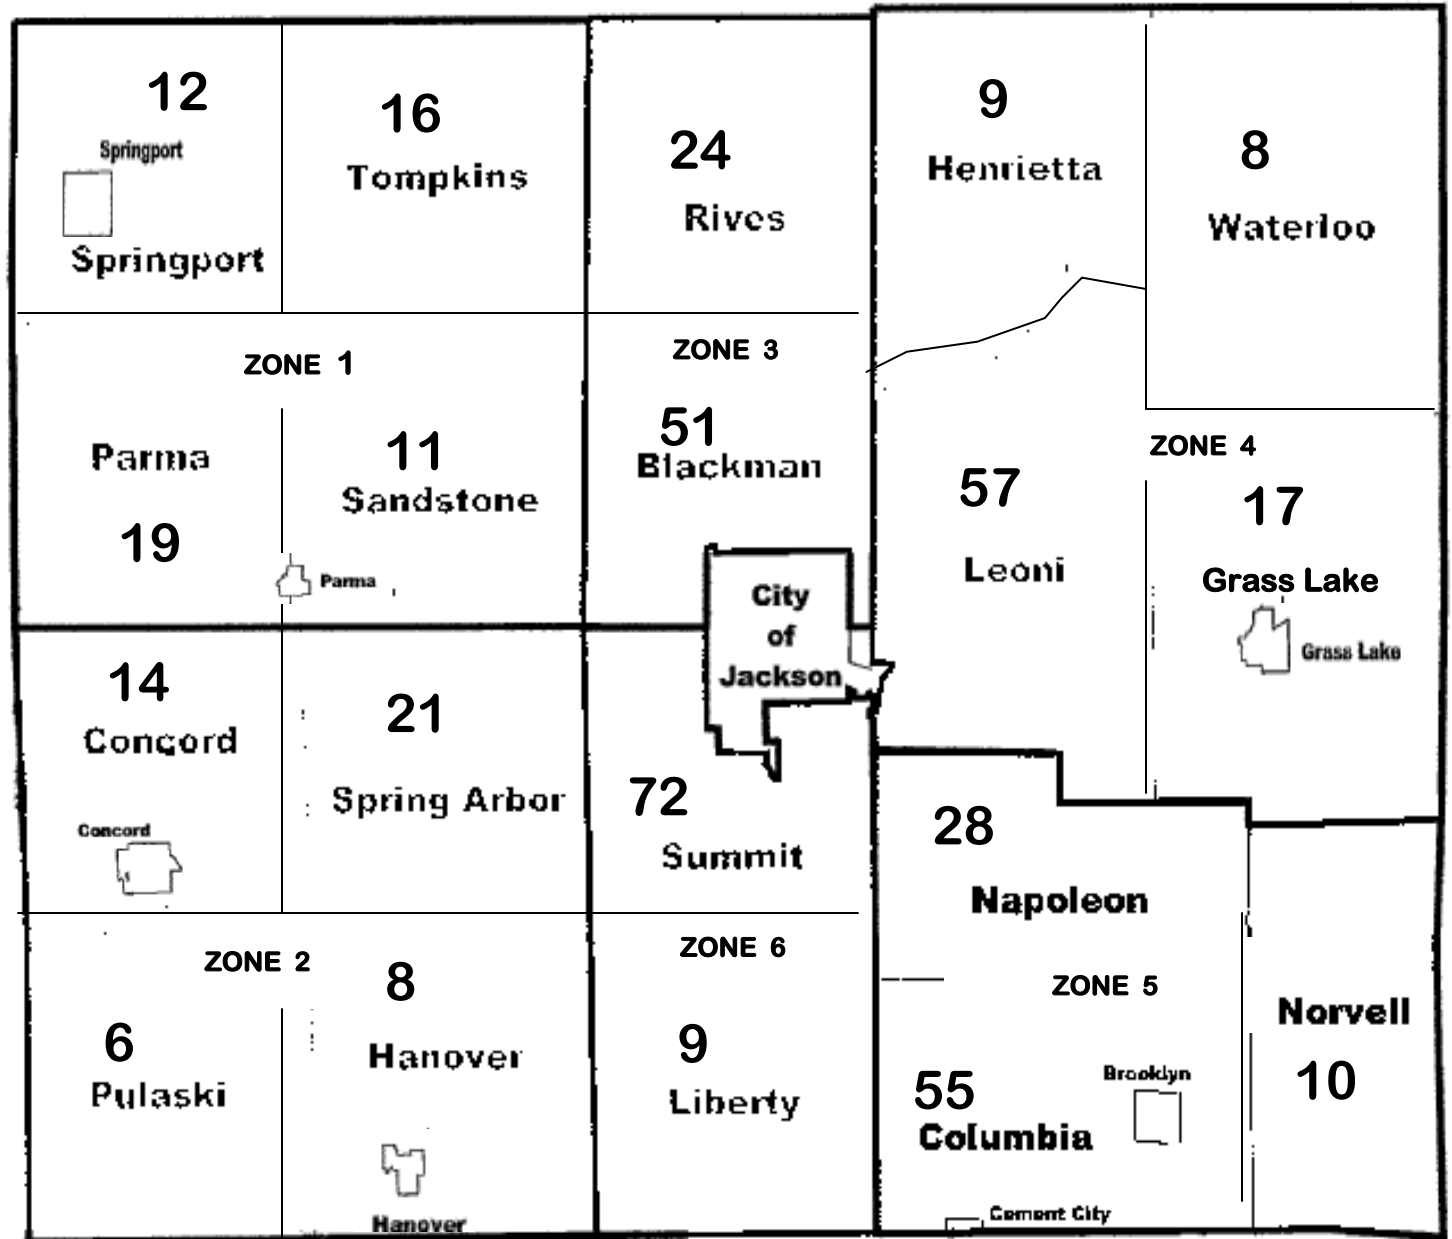 12
Springport
Springport
16
Tompkins
24
Rives
9
Henrietta
8
Waterloo
ZONE 1
ZONE 3
Parma
19
11
Sandstone
Parma
51
Blackman
57
Leoni
ZONE 4
17
Grass Lake
Grass Lake
City
of
Jackson
14
Concord
Concord
21
Spring Arbor
72
Summit
28
Napoleon
ZONE 2
ZONE 6
ZONE 5
6
Pulaski
8
Hanover
Hanover
9
Liberty
55
Columbia
Brooklyn
Cement City
Norvell
10